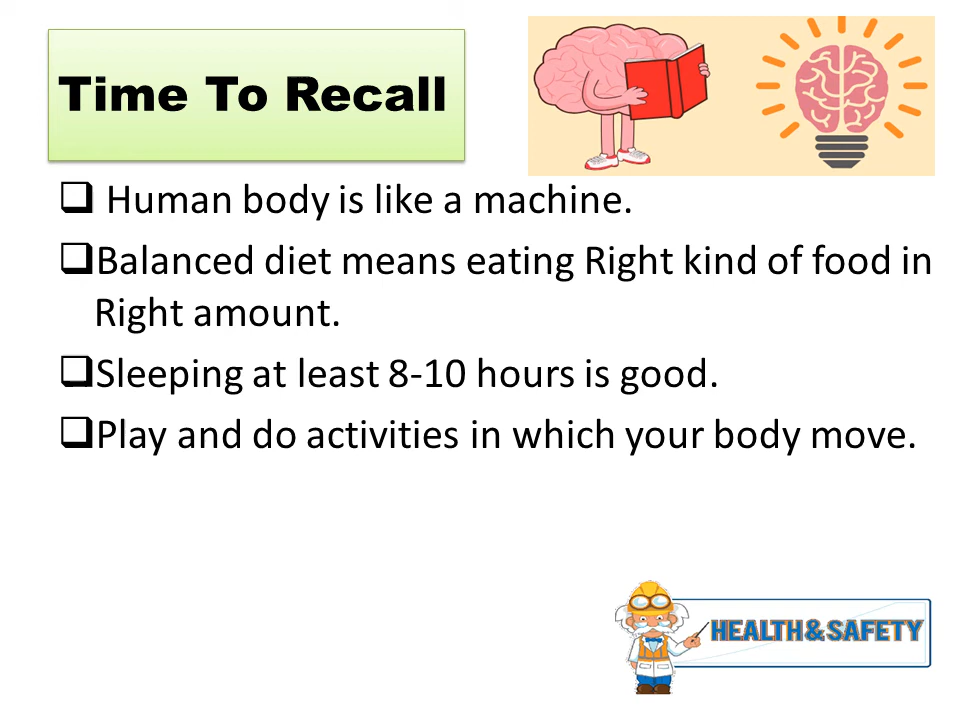 Time To Recall
❑ Human body is like a machine.
❑Balanced diet means eating Right kind of food in
Right amount.
❑Sleeping at least 8-10 hours is good.
❑Play and do activities in which your body move.
HEALTH&SAFETY